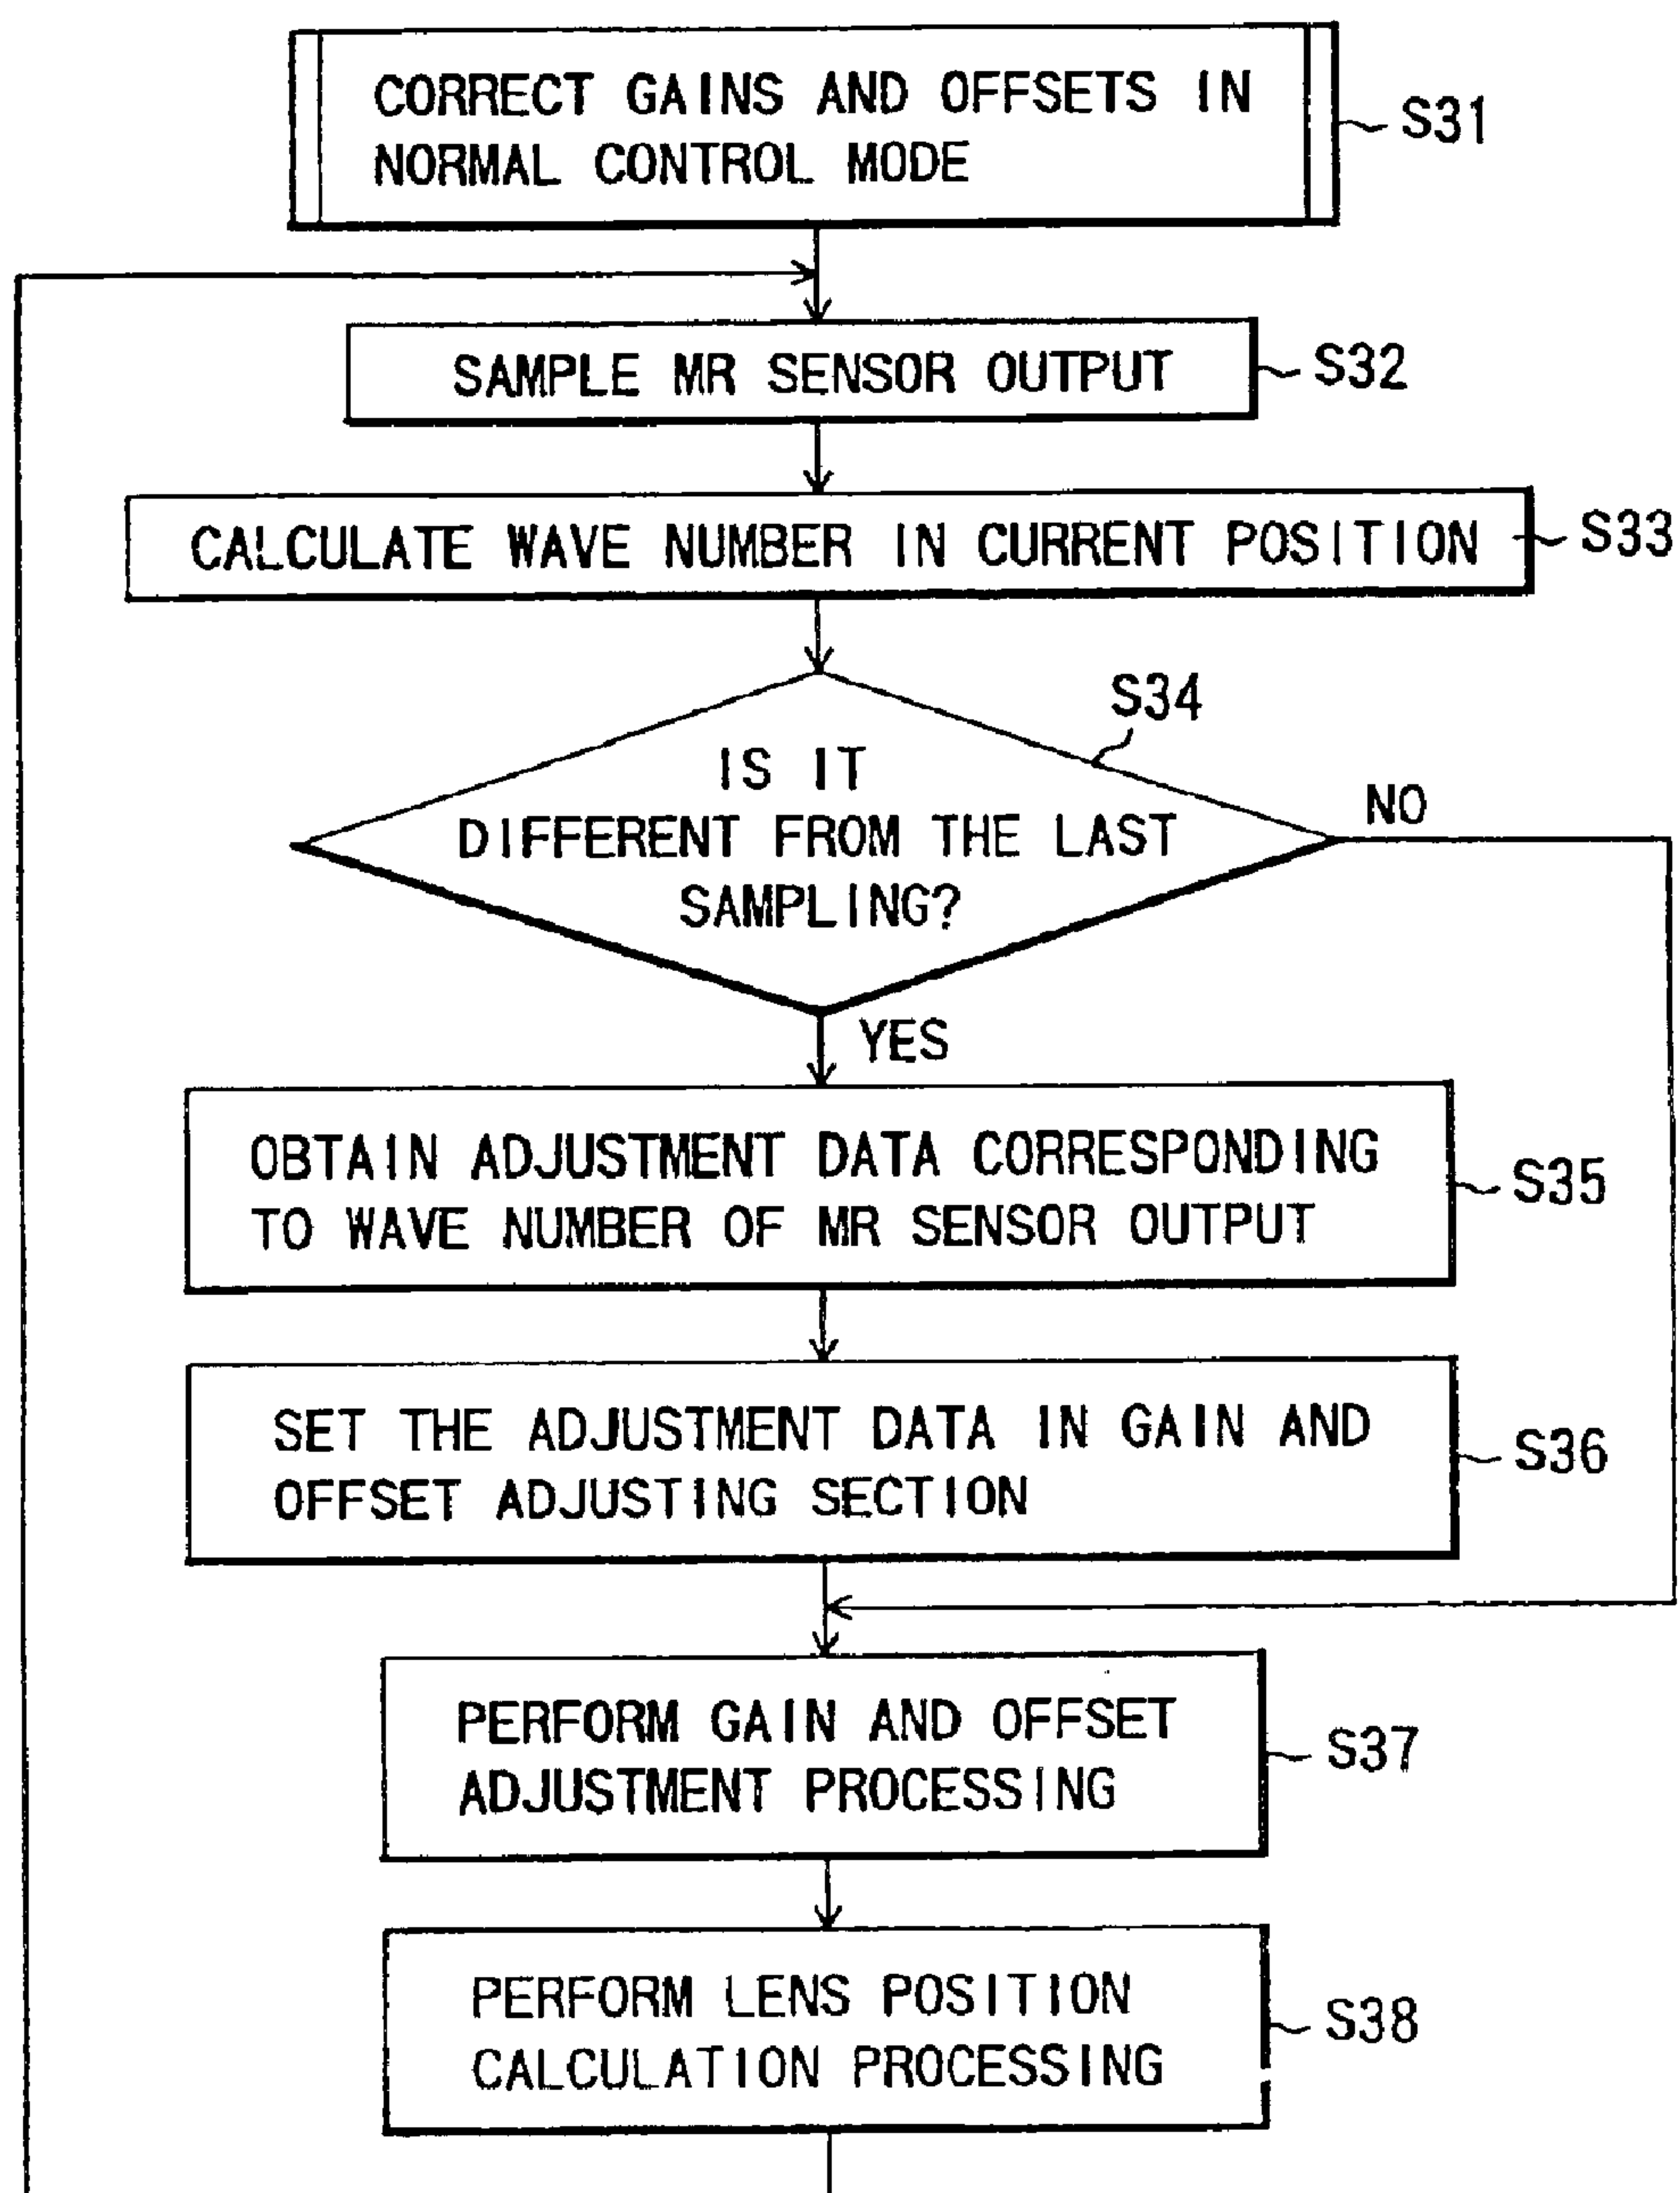 CORRECT GAINS AND OFFSETS IN
NORMAL CONTROL MODE
S31
SAMPLE MR SENSOR OUTPUT
S32
CALCULATE WAVE NUMBER IN CURRENT POSITION
S33
S34
IS IT
DIFFERENT FROM THE LAST
SAMPLING?
NO
YES
OBTAIN ADJUSTMENT DATA CORRESPONDING
TO WAVE NUMBER OF MR SENSOR OUTPUT
S35
SET THE ADJUSTMENT DATA IN GAIN AND
OFFSET ADJUSTING SECTION
S36
PERFORM GAIN AND OFFSET
ADJUSTMENT PROCESSING
S37
PERFORM LENS POSITION
CALCULATION PROCESSING
S38